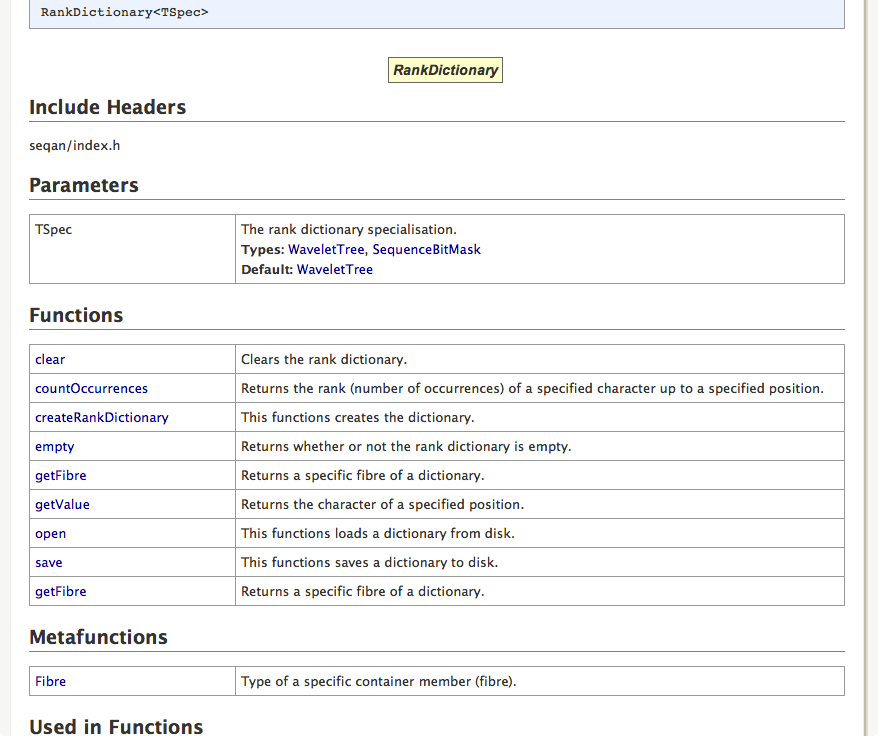 RankDictionary<TSpec>
RankDictionary
Include Headers
seqan/index.h
Parameters
TSpec
The rank dictionary specialisation.
Types: WaveletTree, SequenceBitMask
Default: WaveletTree
Functions
clear Clears the rank dictionary.
countOccurrences Returns the rank (number of occurrences) of a specified character up to a specified position.
createRankDictionary This functions creates the dictionary.
empty Returns whether or not the rank dictionary is empty.
getFibre Returns a specific fibre of a dictionary.
getValue Returns the character of a specified position.
open This functions loads a dictionary from disk.
save This functions saves a dictionary to disk.
getFibre Returns a specific fibre of a dictionary.
Metafunctions
Fibre Type of a specific container member (fibre).
Used in Functions